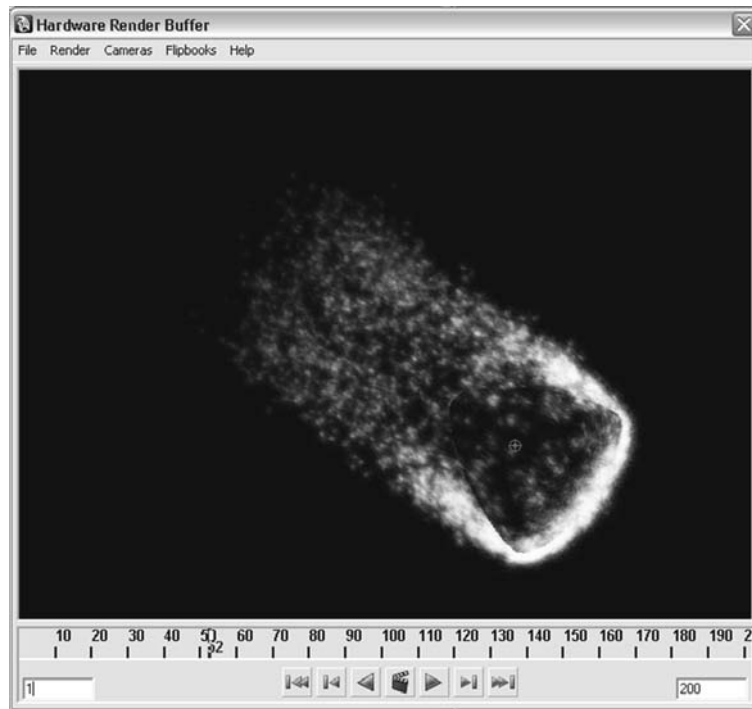 Hardware Render Buffer
File Render Cameras Flipbooks Help
10 20 30 40 50 60 70 80 90 100 110 120 130 140 150 160 170 180 190 2
52
1
200